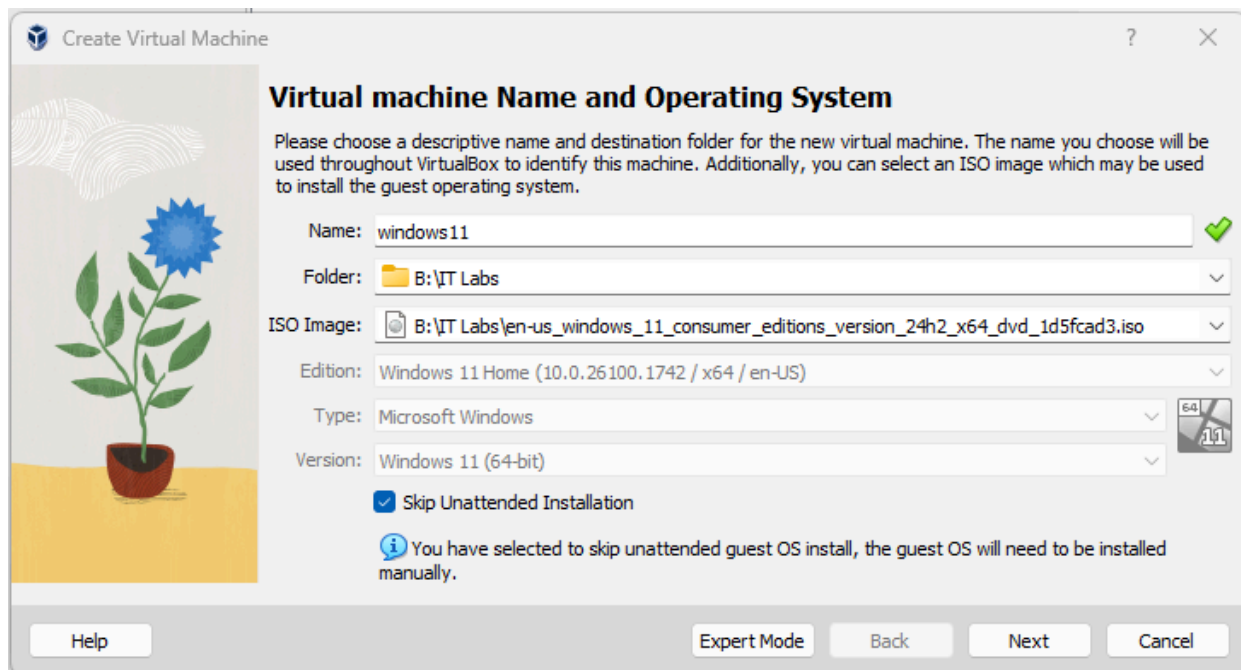 Create Virtual Machine
?
Virtual machine Name and Operating System
Please choose a descriptive name and destination folder for the new virtual machine. The name you choose will be
used throughout VirtualBox to identify this machine. Additionally, you can select an ISO image which may be used
to install the guest operating system.
Name: windows11
Folder: B:\IT Labs
ISO Image: B:\IT Labs\en-us_windows_11_consumer_editions_version_24h2_x64_dvd_1d5fcad3.iso
Edition: Windows 11 Home (10.0.26100.1742 / x64 / en-US)
Type: Microsoft Windows
64
11
Version: Windows 11 (64-bit)
Skip Unattended Installation
You have selected to skip unattended guest OS install, the guest OS will need to be installed
manually.
Help Expert Mode Back Next Cancel